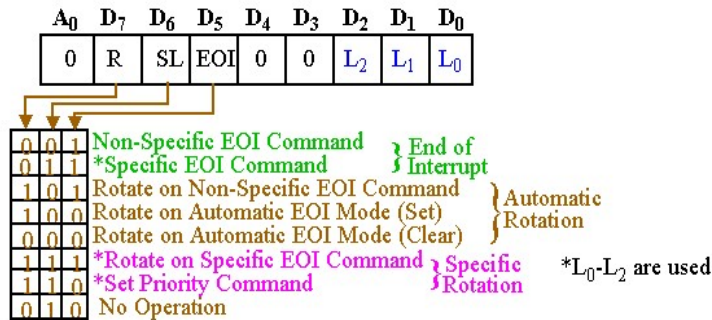 A₀ D₇ D₆ D₅ D₄ D₃ D₂ D₁ D₀
0 R SL EOI 0 0 L₂ L₁ L₀
0 0 1 Non-Specific EOI Command
0 1 1 *Specific EOI Command
} End of
Interrupt
1 0 1 Rotate on Non-Specific EOI Command
1 0 0 Rotate on Automatic EOI Mode (Set)
0 0 0 Rotate on Automatic EOI Mode (Clear)
} Automatic
Rotation
1 1 1 *Rotate on Specific EOI Command
1 1 0 *Set Priority Command
} Specific
Rotation
*L₀-L₂ are used
0 1 0 No Operation